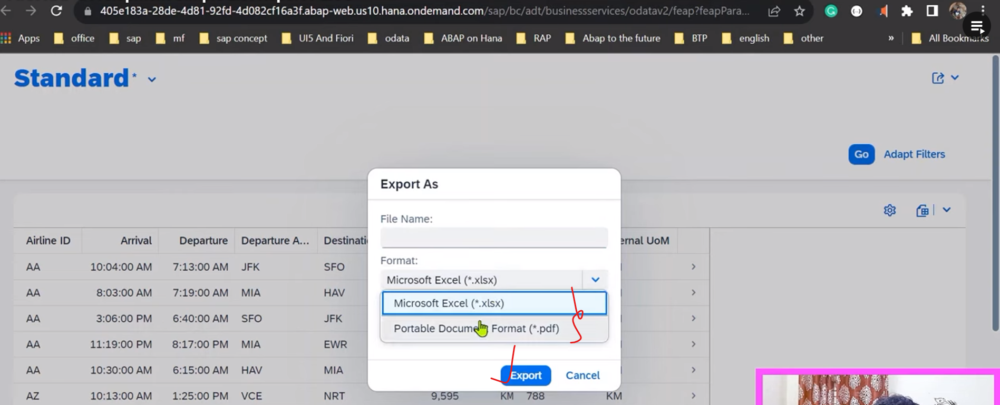 405e183a-28de-4d81-92fd-4d082cf16a3f.abap-web.us10.hana.ondemand.com/sap/bc/adt/businessservices/odatav2/feap?feapPara...
Apps office sap mf sap concept UI5 And Fiori odata ABAP on Hana RAP Abap to the future BTP english other » All Bookmarks
Standard *
Go Adapt Filters
Export As
File Name:
Airline ID Arrival Departure Departure A... Destinati ernal UoM
Format:
AA 10:04:00 AM 7:13:00 AM JFK SFO
Microsoft Excel (*.xlsx)
AA 8:03:00 AM 7:19:00 AM MIA HAV
Microsoft Excel (*.xlsx)
AA 3:06:00 PM 6:40:00 AM SFO JFK
Portable Docume Format (*.pdf)
AA 11:19:00 PM 8:17:00 PM MIA EWR
AA 10:30:00 AM 6:15:00 AM HAV MIA
Export Cancel
AZ 10:13:00 AM 1:25:00 PM VCE NRT 9,595 KM 788 KM